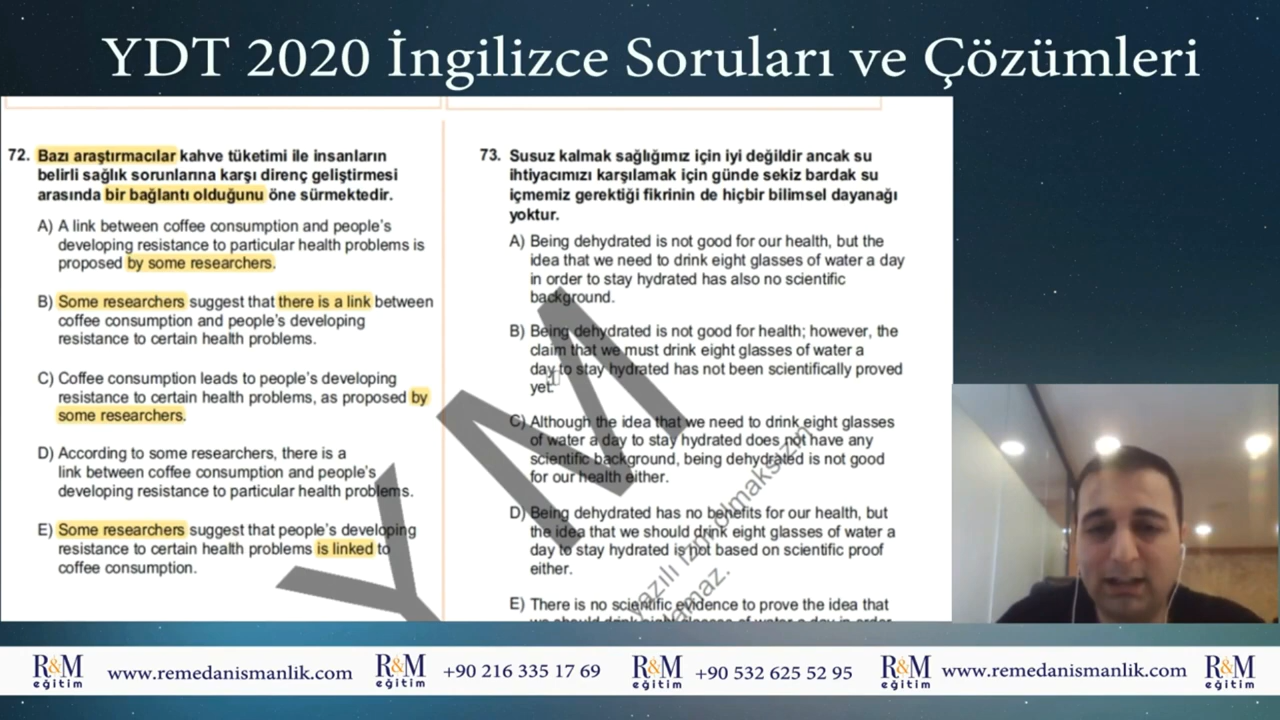 YDT 2020 İngilizce Soruları ve Çözümleri
72. Bazı araştırmacılar kahve tüketimi ile insanların
belirli sağlık sorunlarına karşı direnç geliştirmesi
arasında bir bağlantı olduğunu öne sürmektedir.
A) A link between coffee consumption and people's
developing resistance to particular health problems is
proposed by some researchers.
B) Some researchers suggest that there is a link between
coffee consumption and people's developing
resistance to certain health problems.
C) Coffee consumption leads to people's developing
resistance to certain health problems, as proposed by
some researchers.
D) According to some researchers, there is a
link between coffee consumption and people's
developing resistance to particular health problems.
E) Some researchers suggest that people's developing
resistance to certain health problems is linked to
coffee consumption.
73. Susuz kalmak sağlığımız için iyi değildir ancak su
ihtiyacımızı karşılamak için günde sekiz bardak su
içmemiz gerektiği fikrinin de hiçbir bilimsel dayanağı
yoktur.
A) Being dehydrated is not good for our health, but the
idea that we need to drink eight glasses of water a day
in order to stay hydrated has also no scientific
background.
B) Being dehydrated is not good for health; however, the
claim that we must drink eight glasses of water a
day to stay hydrated has not been scientifically proved
yet.
C) Although the idea that we need to drink eight glasses
of water a day to stay hydrated does not have any
scientific background, being dehydrated is not good
for our health either.
D) Being dehydrated has no benefits for our health, but
the idea that we should drink eight glasses of water a
day to stay hydrated is not based on scientific proof
either.
E) There is no scientific evidence to prove the idea that
we should drink eight glasses of water a day in order
YM
yazılı izni olmaksızın
R&M eğitim
www.remedanismanlik.com
R&M eğitim
+90 216 335 17 69
R&M eğitim
+90 532 625 52 95
R&M eğitim
www.remedanismanlik.com
R&M eğitim